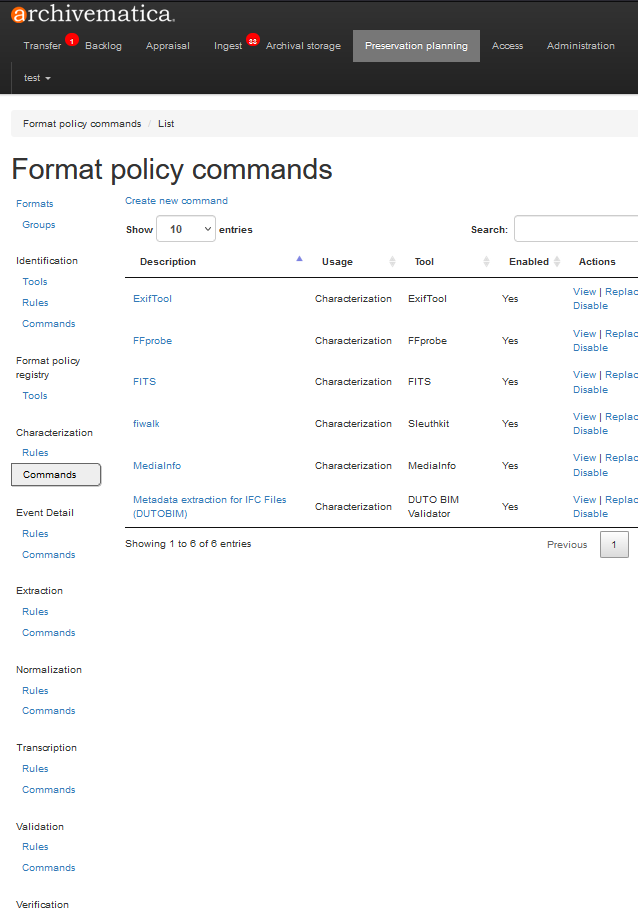 archivematica.
Transfer 1 Backlog Appraisal Ingest Archival storage Preservation planning Access Administration
test
Format policy commands / List
Format policy commands
Formats
Groups
Identification
Tools
Rules
Commands
Format policy
registry
Tools
Characterization
Rules
Commands
Event Detail
Rules
Commands
Extraction
Rules
Commands
Normalization
Rules
Commands
Transcription
Rules
Commands
Validation
Rules
Commands
Verification
Create new command
Show 10 entries Search:
Description Usage Tool Enabled Actions
ExifTool Characterization ExifTool Yes View | Replac
Disable
FFprobe Characterization FFprobe Yes View | Replac
Disable
FITS Characterization FITS Yes View | Replac
Disable
fiwalk Characterization Sleuthkit Yes View | Replac
Disable
MediaInfo Characterization MediaInfo Yes View | Replac
Disable
Metadata extraction for IFC Files
(DUTOBIM) Characterization DUTO BIM
Validator Yes View | Replac
Disable
Showing 1 to 6 of 6 entries Previous 1